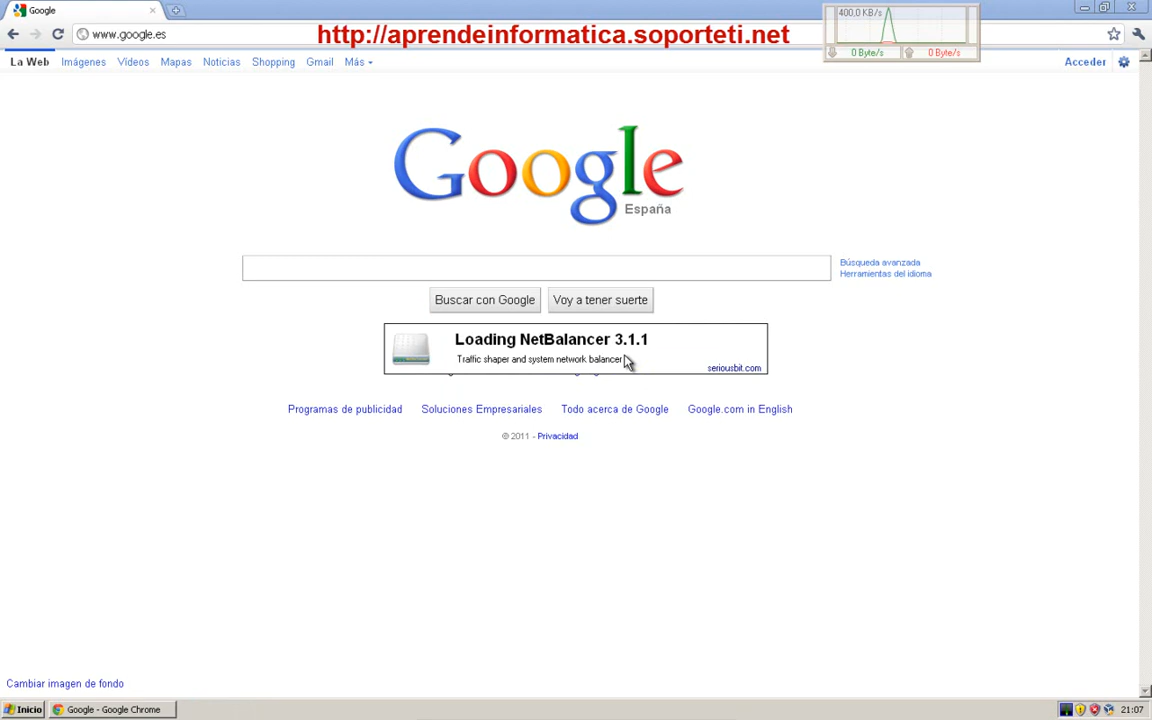 Google
www.google.es
http://aprendeinformatica.soporteti.net
400,0 KB/s
0 Byte/s
0 Byte/s
La Web Imágenes Vídeos Mapas Noticias Shopping Gmail Más
Acceder
Google
España
Búsqueda avanzada
Herramientas del idioma
Buscar con Google
Voy a tener suerte
Loading NetBalancer 3.1.1
Traffic shaper and system network balancer
seriousbit.com
Programas de publicidad Soluciones Empresariales Todo acerca de Google Google.com in English
© 2011 - Privacidad
Cambiar imagen de fondo
Inicio
Google - Google Chrome
21:07